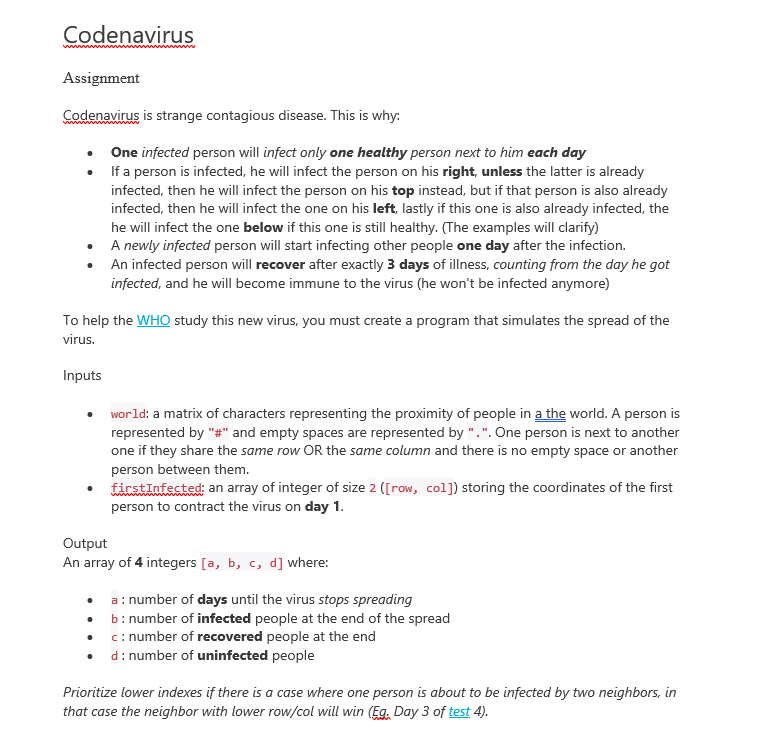 Codenavirus
Assignment
Codenavirus is strange contagious disease. This is why:
• One infected person will infect only one healthy person next to him each day
• If a person is infected, he will infect the person on his right, unless the latter is already
infected, then he will infect the person on his top instead, but if that person is also already
infected, then he will infect the one on his left, lastly if this one is also already infected, the
he will infect the one below if this one is still healthy. (The examples will clarify)
• A newly infected person will start infecting other people one day after the infection.
• An infected person will recover after exactly 3 days of illness, counting from the day he got
infected, and he will become immune to the virus (he won't be infected anymore)
To help the WHO study this new virus, you must create a program that simulates the spread of the
virus.
Inputs
• world: a matrix of characters representing the proximity of people in a the world. A person is
represented by "#" and empty spaces are represented by ".". One person is next to another
one if they share the same row OR the same column and there is no empty space or another
person between them.
• firstInfected: an array of integer of size 2 ([row, col]) storing the coordinates of the first
person to contract the virus on day 1.
Output
An array of 4 integers [a, b, c, d] where:
• a : number of days until the virus stops spreading
• b : number of infected people at the end of the spread
• c : number of recovered people at the end
• d : number of uninfected people
Prioritize lower indexes if there is a case where one person is about to be infected by two neighbors, in
that case the neighbor with lower row/col will win (Eg. Day 3 of test 4).